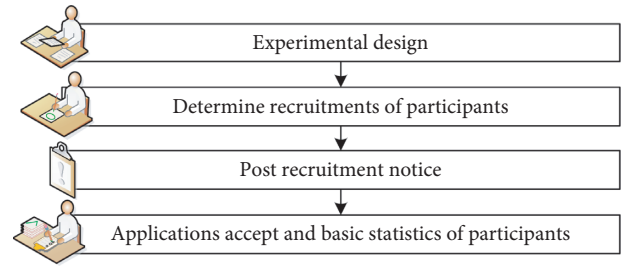 Experimental design
Determine recruitments of participants
Post recruitment notice
Applications accept and basic statistics of participants